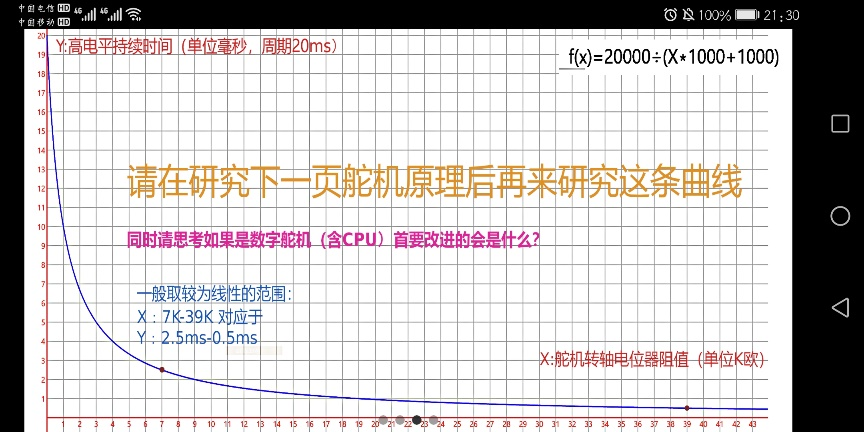 中国电信 HD 4G 4G
中国移动 HD
100% 21:30
Y:高电平持续时间（单位毫秒，周期20ms）
f(x)=20000÷(X*1000+1000)
请在研究下一页舵机原理后再来研究这条曲线
同时请思考如果是数字舵机（含CPU）首要改进的会是什么？
一般取较为线性的范围：
X：7K-39K 对应于
Y：2.5ms-0.5ms
X:舵机转轴电位器阻值（单位K欧）
20
19
18
17
16
15
14
13
12
11
10
9
8
7
6
5
4
3
2
1
1 2 3 4 5 6 7 8 9 10 11 12 13 14 15 16 17 18 19 20 21 22 23 24 25 26 27 28 29 30 31 32 33 34 35 36 37 38 39 40 41 42 43